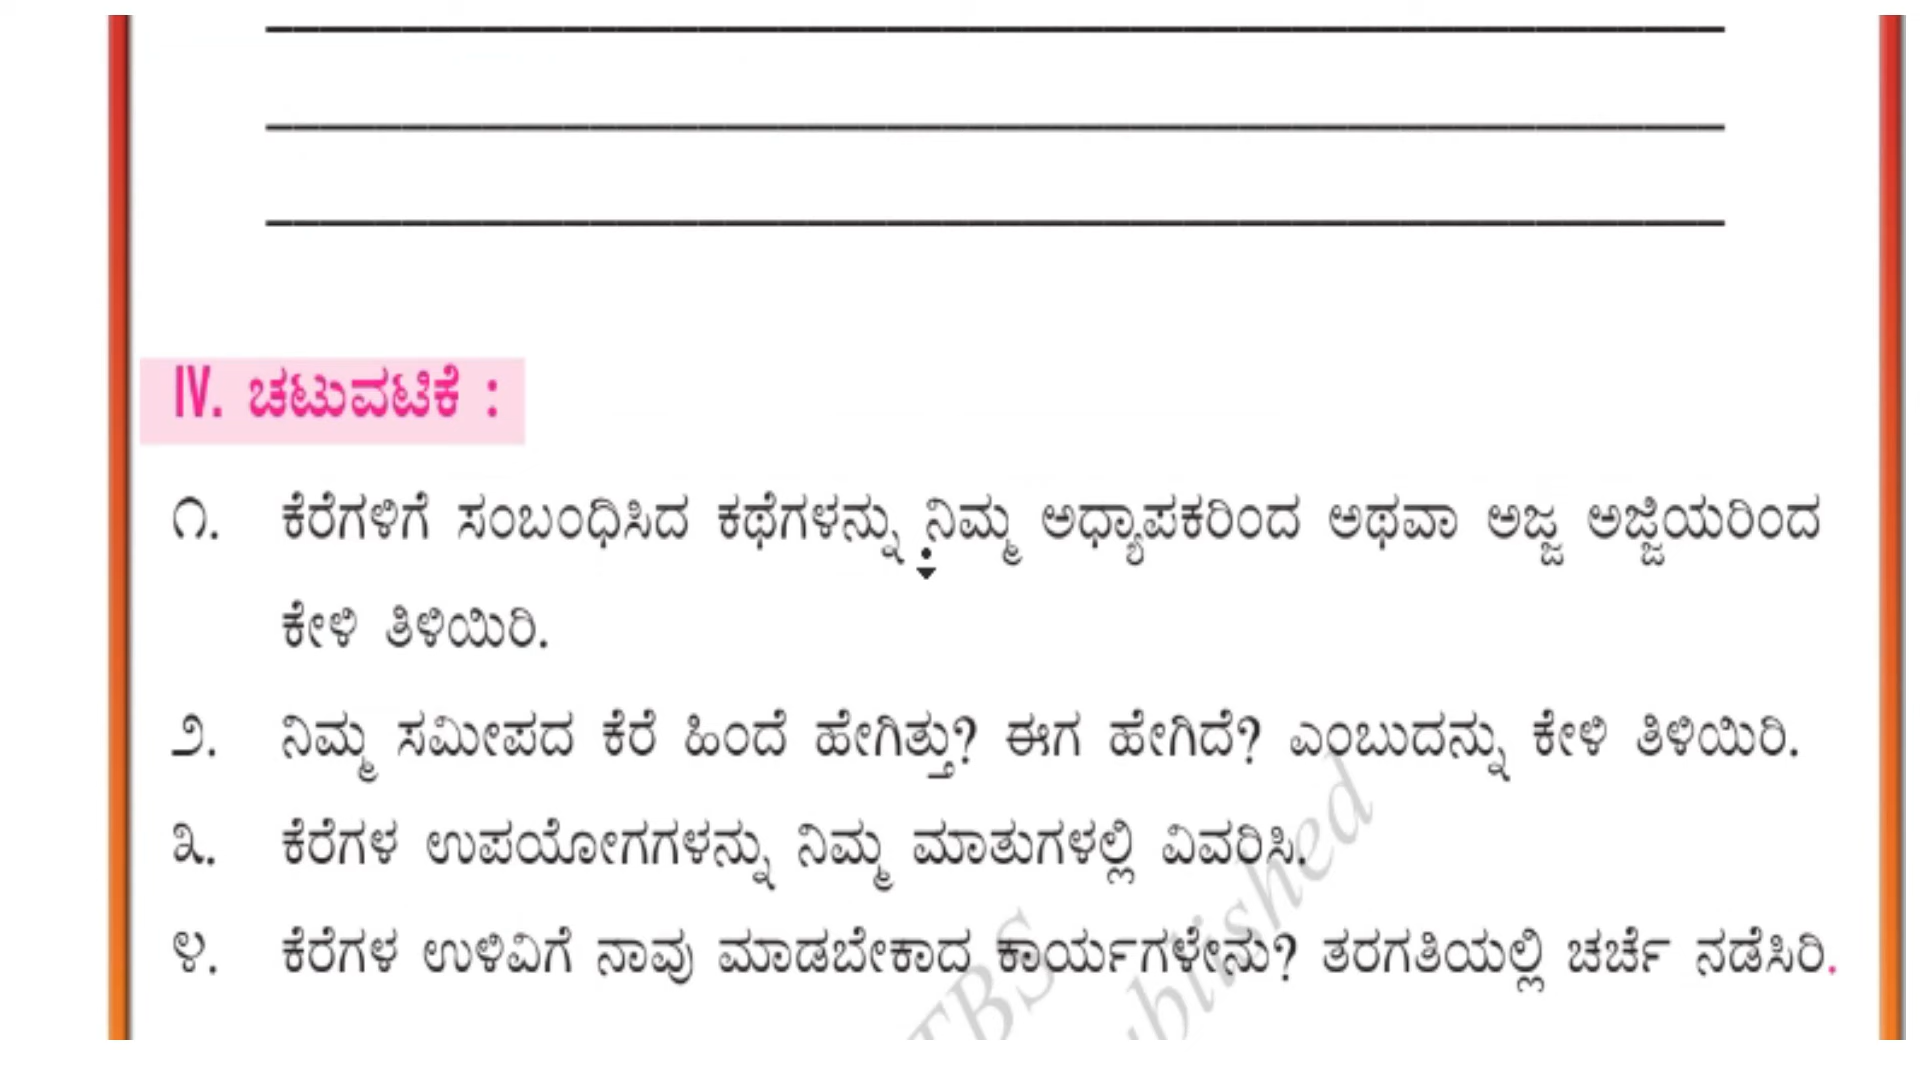 IV. ಚಟುವಟಿಕೆ :
೧. ಕೆರೆಗಳಿಗೆ ಸಂಬಂಧಿಸಿದ ಕಥೆಗಳನ್ನು ನಿಮ್ಮ ಅಧ್ಯಾಪಕರಿಂದ ಅಥವಾ ಅಜ್ಜ ಅಜ್ಜಿಯರಿಂದ
ಕೇಳಿ ತಿಳಿಯಿರಿ.
೨. ನಿಮ್ಮ ಸಮೀಪದ ಕೆರೆ ಹಿಂದೆ ಹೇಗಿತ್ತು? ಈಗ ಹೇಗಿದೆ? ಎಂಬುದನ್ನು ಕೇಳಿ ತಿಳಿಯಿರಿ.
೩. ಕೆರೆಗಳ ಉಪಯೋಗಗಳನ್ನು ನಿಮ್ಮ ಮಾತುಗಳಲ್ಲಿ ವಿವರಿಸಿ.
೪. ಕೆರೆಗಳ ಉಳಿವಿಗೆ ನಾವು ಮಾಡಬೇಕಾದ ಕಾರ್ಯಗಳೇನು? ತರಗತಿಯಲ್ಲಿ ಚರ್ಚೆ ನಡೆಸಿರಿ.